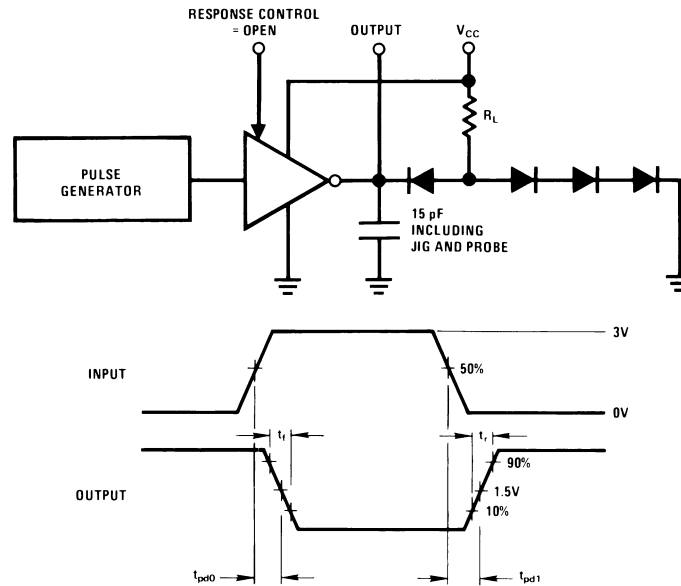 RESPONSE CONTROL
= OPEN
OUTPUT
VCC
RL
PULSE
GENERATOR
15 pF
INCLUDING
JIG AND PROBE
3V
INPUT
50%
0V
tf
tr
90%
OUTPUT
1.5V
10%
tpd0
tpd1